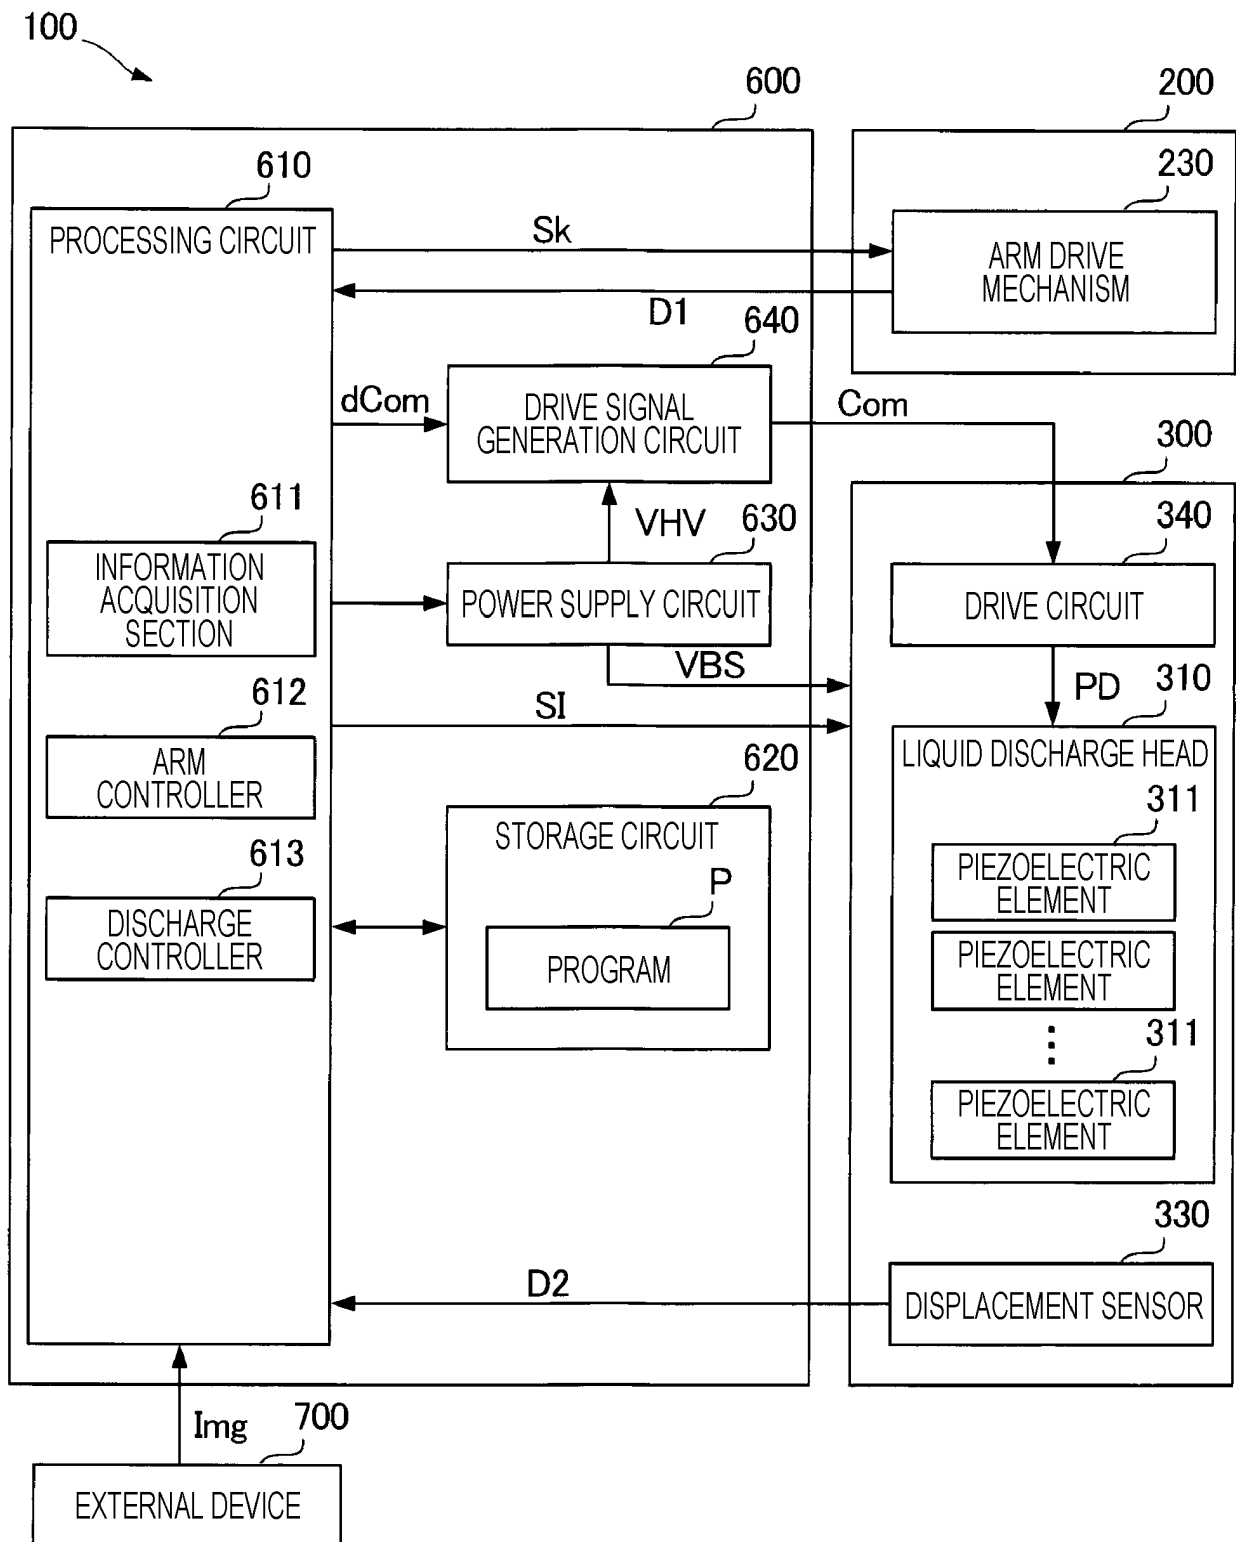 100
600
200
610
230
PROCESSING CIRCUIT
Sk
ARM DRIVE
MECHANISM
D1
640
dCom
DRIVE SIGNAL
GENERATION CIRCUIT
Com
300
611
VHV
630
340
INFORMATION
ACQUISITION
SECTION
POWER SUPPLY CIRCUIT
DRIVE CIRCUIT
VBS
PD
310
612
SI
ARM
CONTROLLER
620
LIQUID DISCHARGE HEAD
STORAGE CIRCUIT
311
613
P
PIEZOELECTRIC
ELEMENT
DISCHARGE
CONTROLLER
PROGRAM
PIEZOELECTRIC
ELEMENT
311
PIEZOELECTRIC
ELEMENT
330
D2
DISPLACEMENT SENSOR
Img
700
EXTERNAL DEVICE